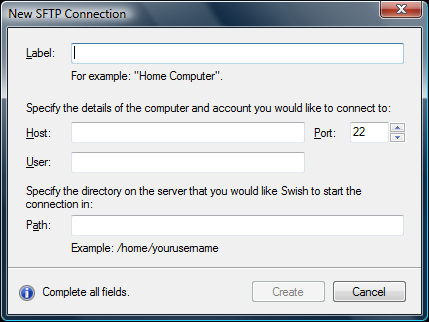 New SFTP Connection
Label:
For example: "Home Computer".
Specify the details of the computer and account you would like to connect to:
Host:
Port: 22
User:
Specify the directory on the server that you would like Swish to start the
connection in:
Path:
Example: /home/yourusername
Complete all fields.
Create
Cancel